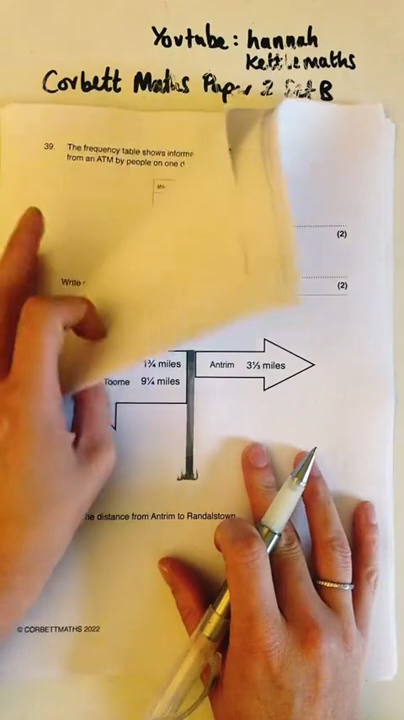 Youtube: hannah
kettlemaths
Corbett Maths Paper 2 Set B
39. The frequency table shows
from an ATM by people on one
(2)
Write
(2)
1¾ miles
Antrim 3⅓ miles
Toome 9¼ miles
the distance from Antrim to Randalstown
© CORBETTMATHS 2022